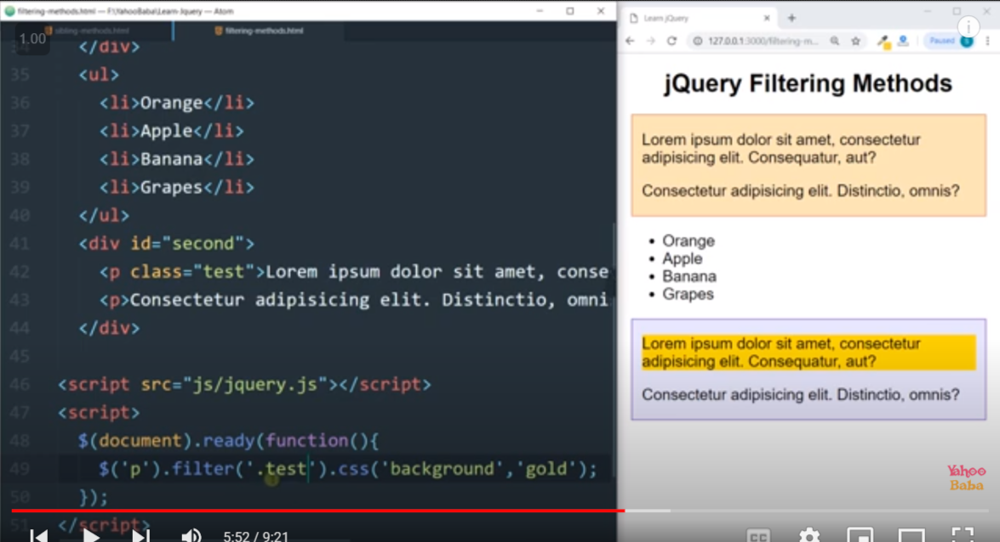 filtering-methods.html — F:\YahooBaba\Learn-Jquery — Atom
sibling-methods.html
filtering-methods.html
1.00
34 </div>
35 <ul>
36 <li>Orange</li>
37 <li>Apple</li>
38 <li>Banana</li>
39 <li>Grapes</li>
40 </ul>
41 <div id="second">
42 <p class="test">Lorem ipsum dolor sit amet, conse
43 <p>Consectetur adipisicing elit. Distinctio, omni
44 </div>
45
46 <script src="js/jquery.js"></script>
47 <script>
48 $(document).ready(function(){
49 $('p').filter('.test').css('background','gold');
50 });
51 </script>
5:52 / 9:21
Learn jQuery
127.0.0.1:3000/filtering-m...
Paused
jQuery Filtering Methods
Lorem ipsum dolor sit amet, consectetur
adipisicing elit. Consequatur, aut?
Consectetur adipisicing elit. Distinctio, omnis?
Orange
Apple
Banana
Grapes
Lorem ipsum dolor sit amet, consectetur
adipisicing elit. Consequatur, aut?
Consectetur adipisicing elit. Distinctio, omnis?
Yahoo
Baba
CC